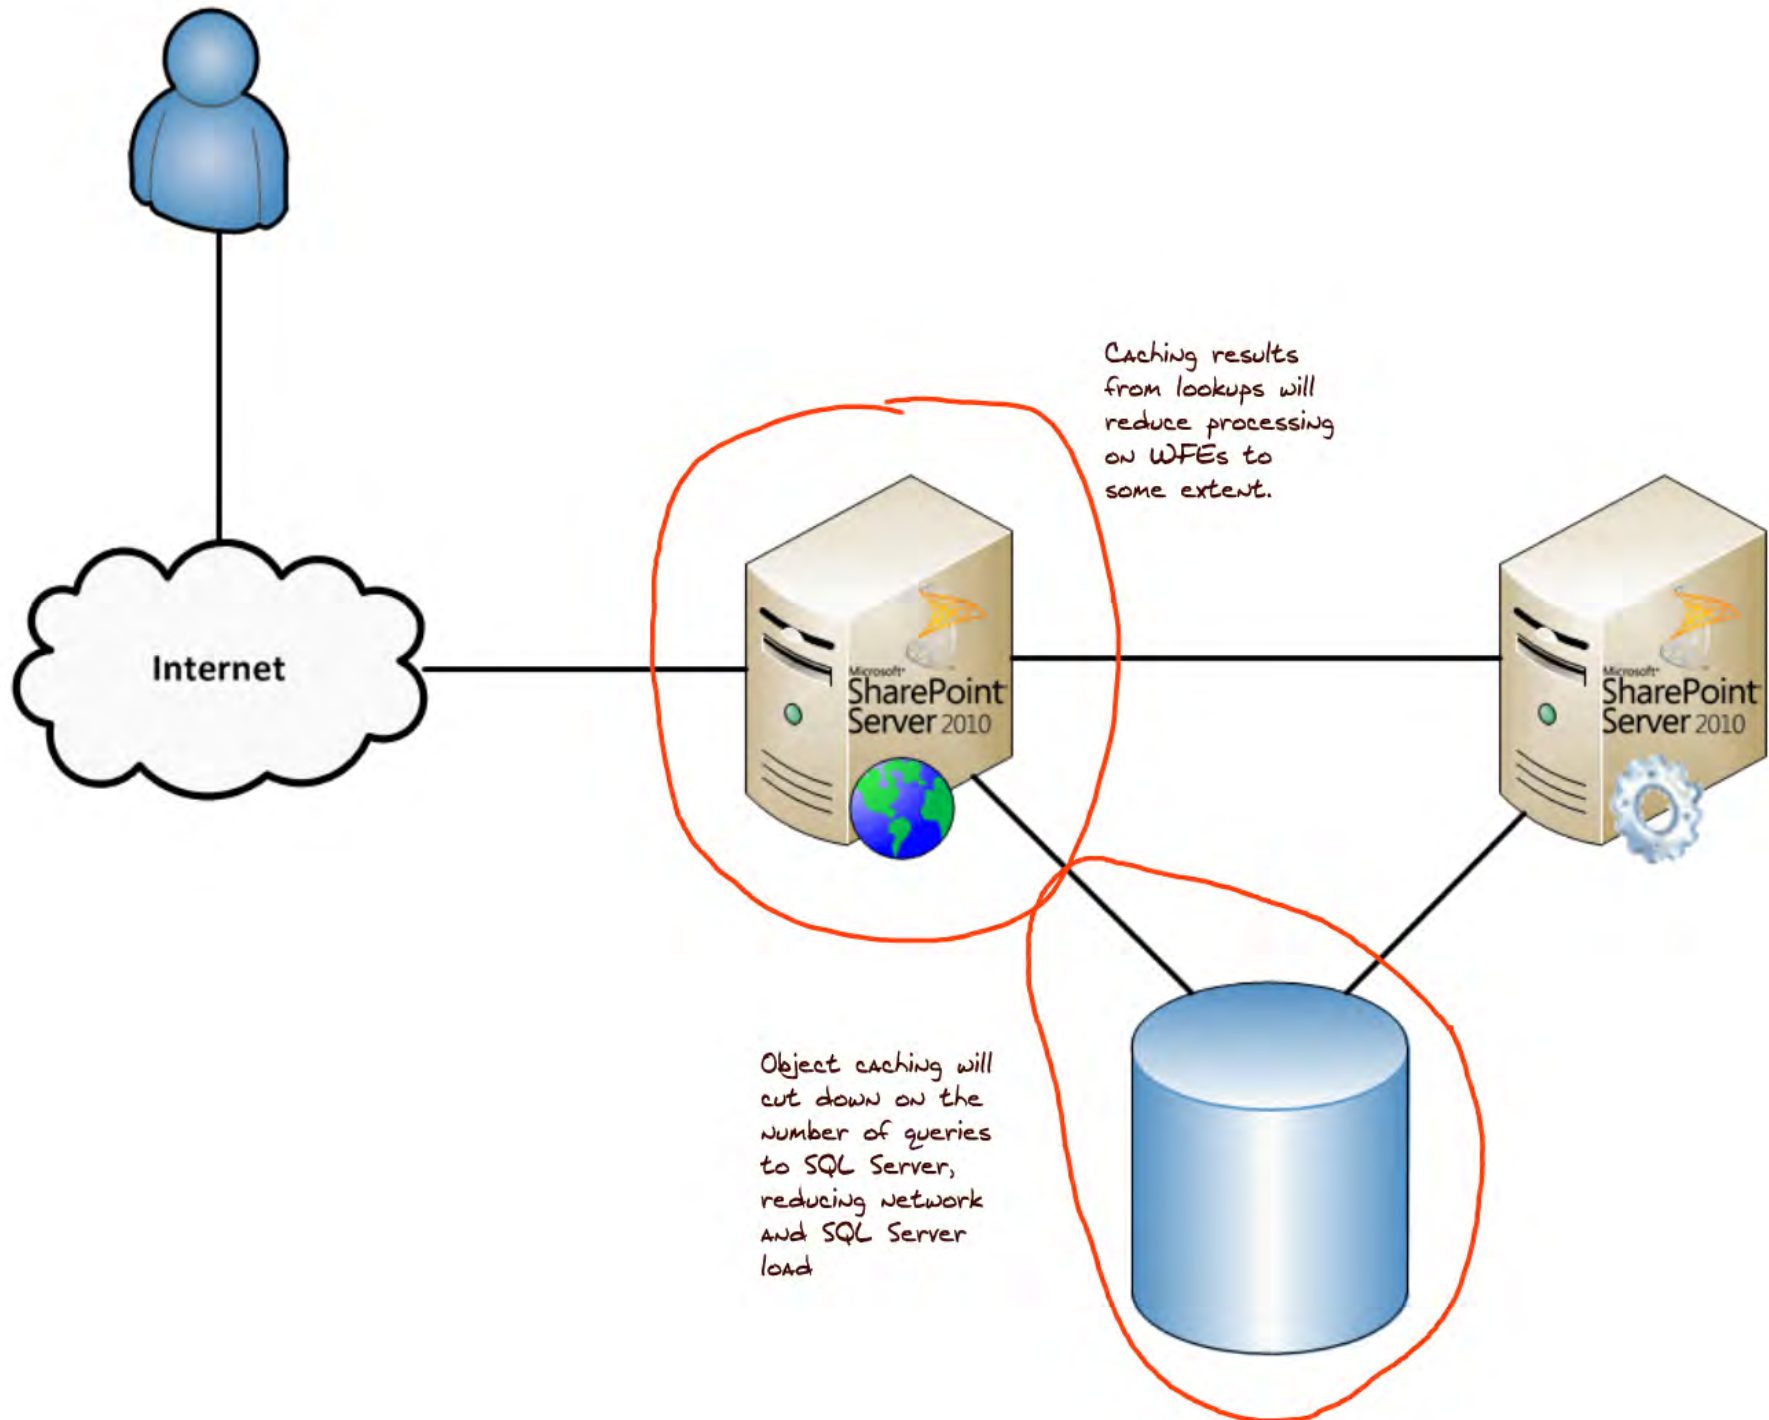 Caching results
from lookups will
reduce processing
on WFEs to
some extent.
Internet
Microsoft®
SharePoint
Server 2010
Microsoft®
SharePoint
Server 2010
Object caching will
cut down on the
number of queries
to SQL Server,
reducing network
and SQL Server
load